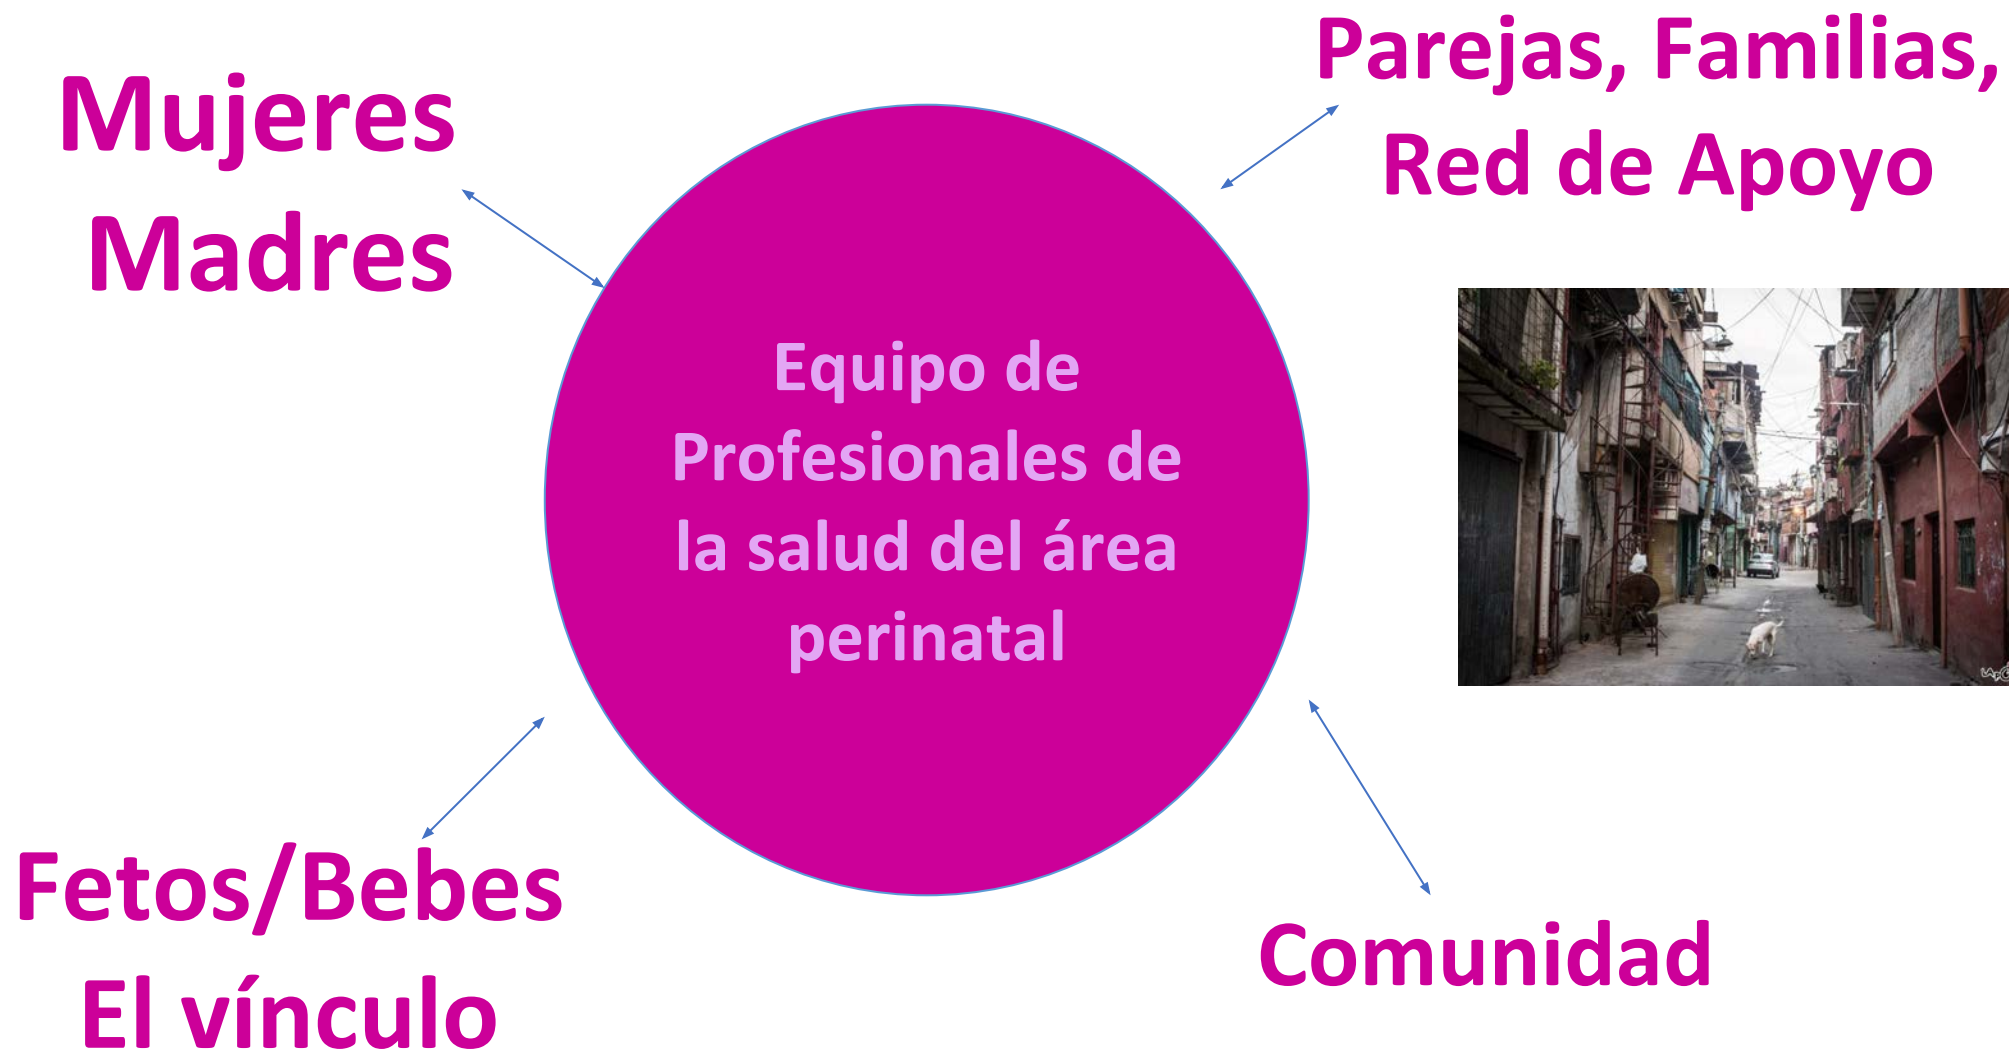 Mujeres
Madres
Parejas, Familias,
Red de Apoyo
Equipo de
Profesionales de
la salud del área
perinatal
Fetos/Bebes
El vínculo
Comunidad